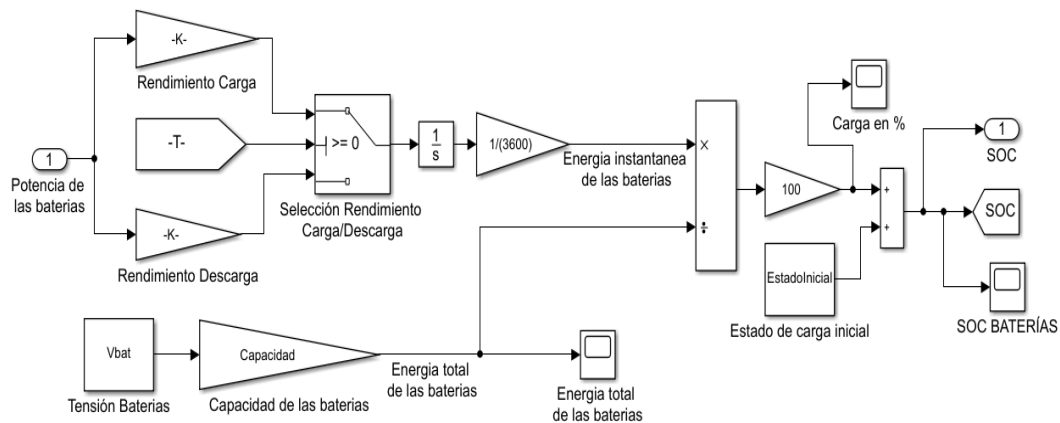 -K-
Rendimiento Carga
-T-
1
Potencia de
las baterias
-K-
Rendimiento Descarga
>= 0
Selección Rendimiento
Carga/Descarga
1
s
1/(3600)
Energia instantanea
de las baterias
×
÷
100
Carga en %
+
+
EstadoInicial
Estado de carga inicial
1
SOC
SOC
SOC BATERÍAS
Vbat
Tensión Baterias
Capacidad
Capacidad de las baterias
Energia total
de las baterias
Energia total
de las baterias